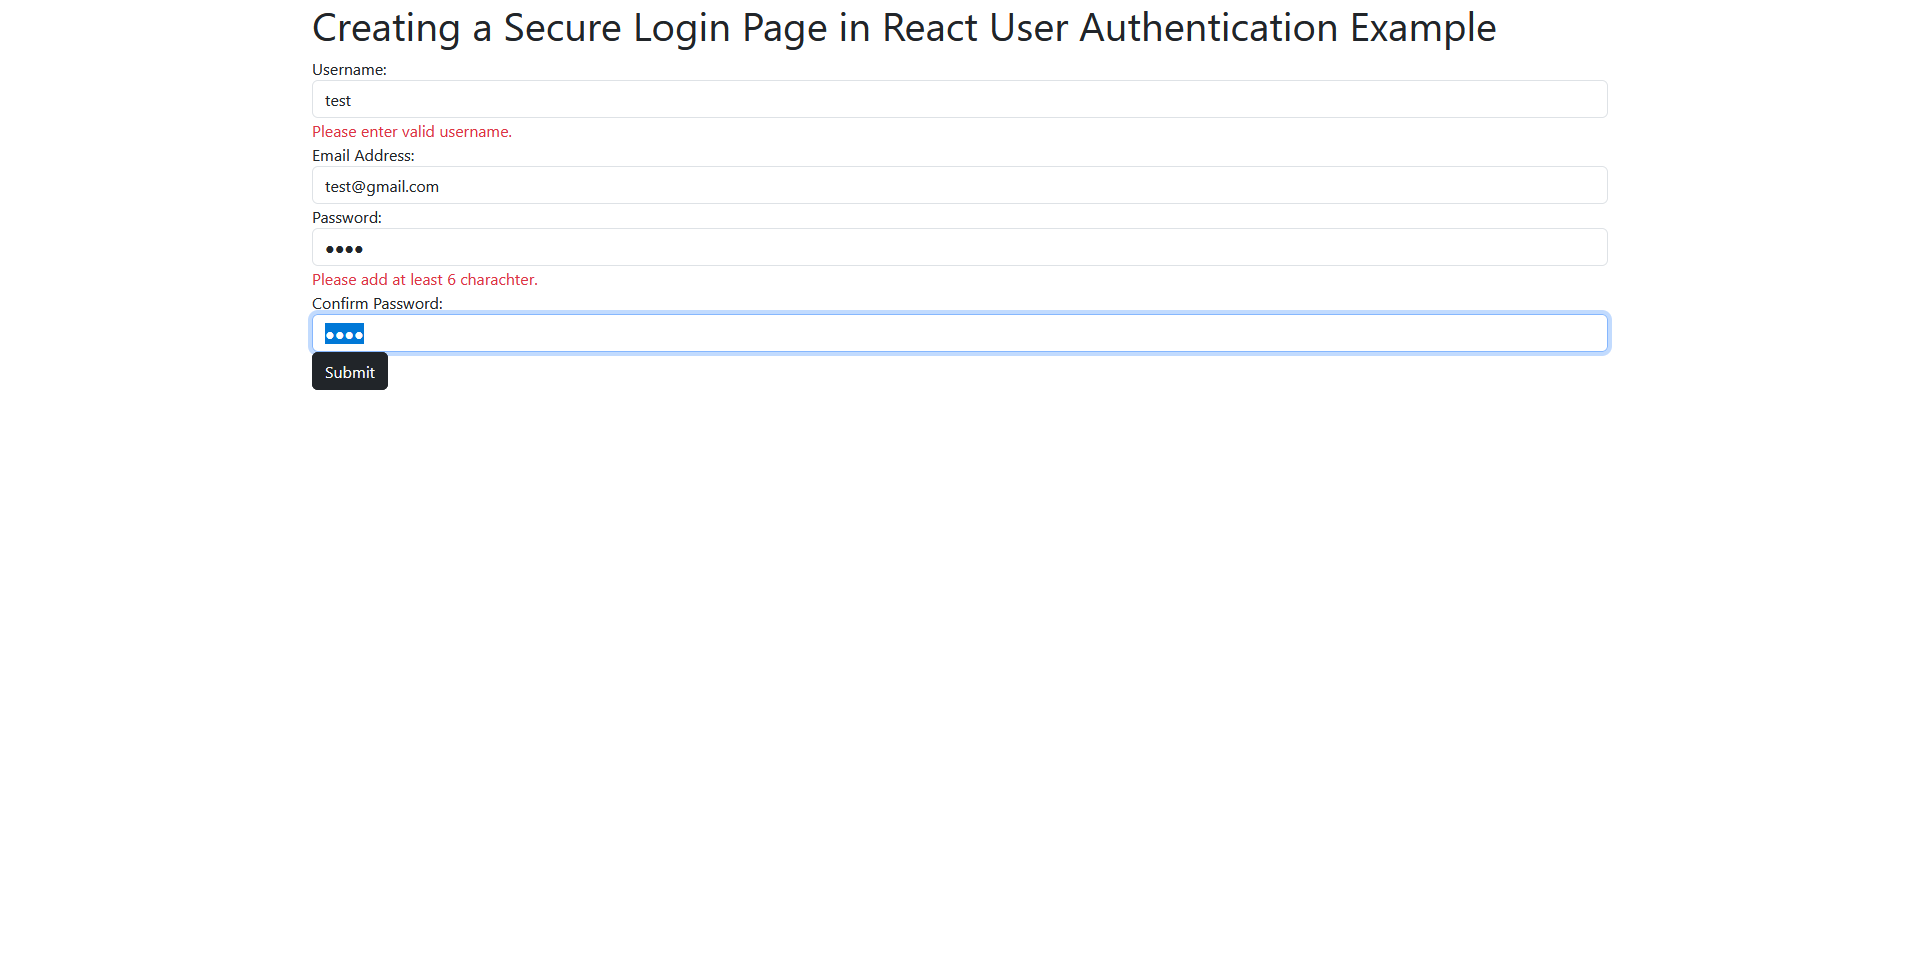 Creating a Secure Login Page in React User Authentication Example
Username:
test
Please enter valid username.
Email Address:
test@gmail.com
Password:
••••
Please add at least 6 charachter.
Confirm Password:
••••
Submit